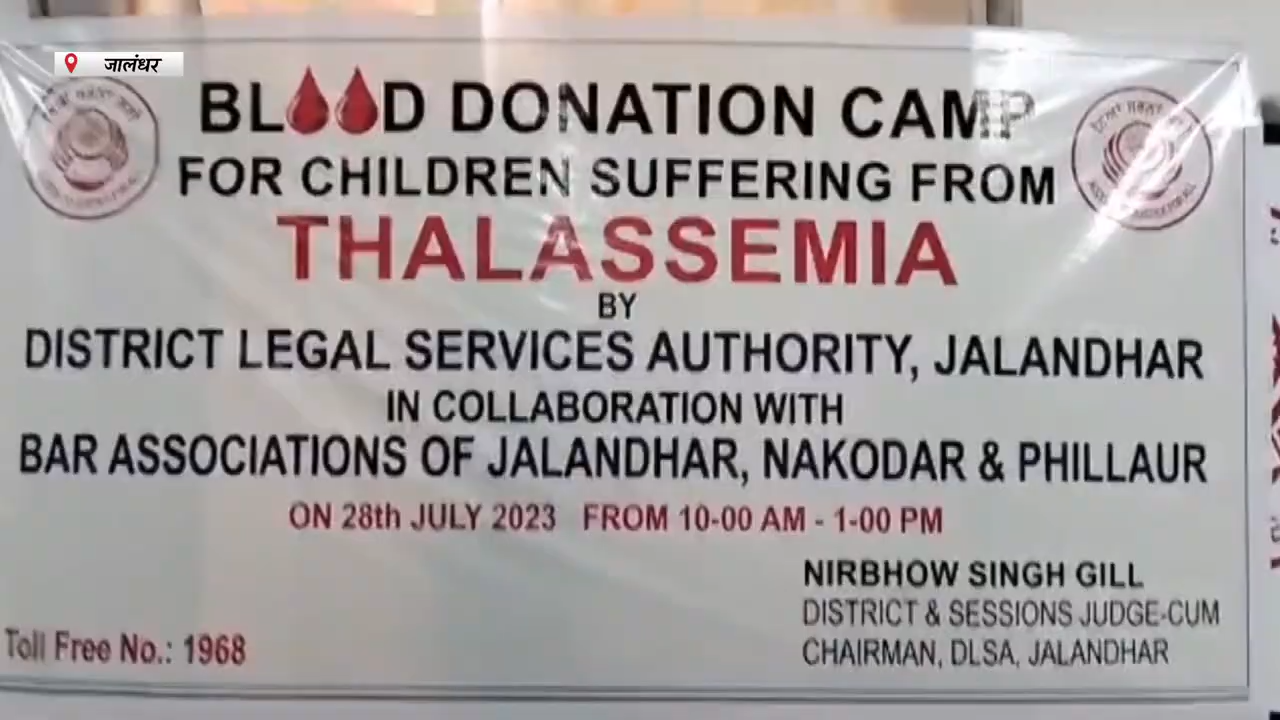 जालंधर
BLOOD DONATION CAMP
FOR CHILDREN SUFFERING FROM
THALASSEMIA
BY
DISTRICT LEGAL SERVICES AUTHORITY, JALANDHAR
IN COLLABORATION WITH
BAR ASSOCIATIONS OF JALANDHAR, NAKODAR & PHILLAUR
ON 28th JULY 2023 FROM 10-00 AM - 1-00 PM
NIRBHOW SINGH GILL
DISTRICT & SESSIONS JUDGE-CUM
CHAIRMAN, DLSA, JALANDHAR
Toll Free No.: 1968